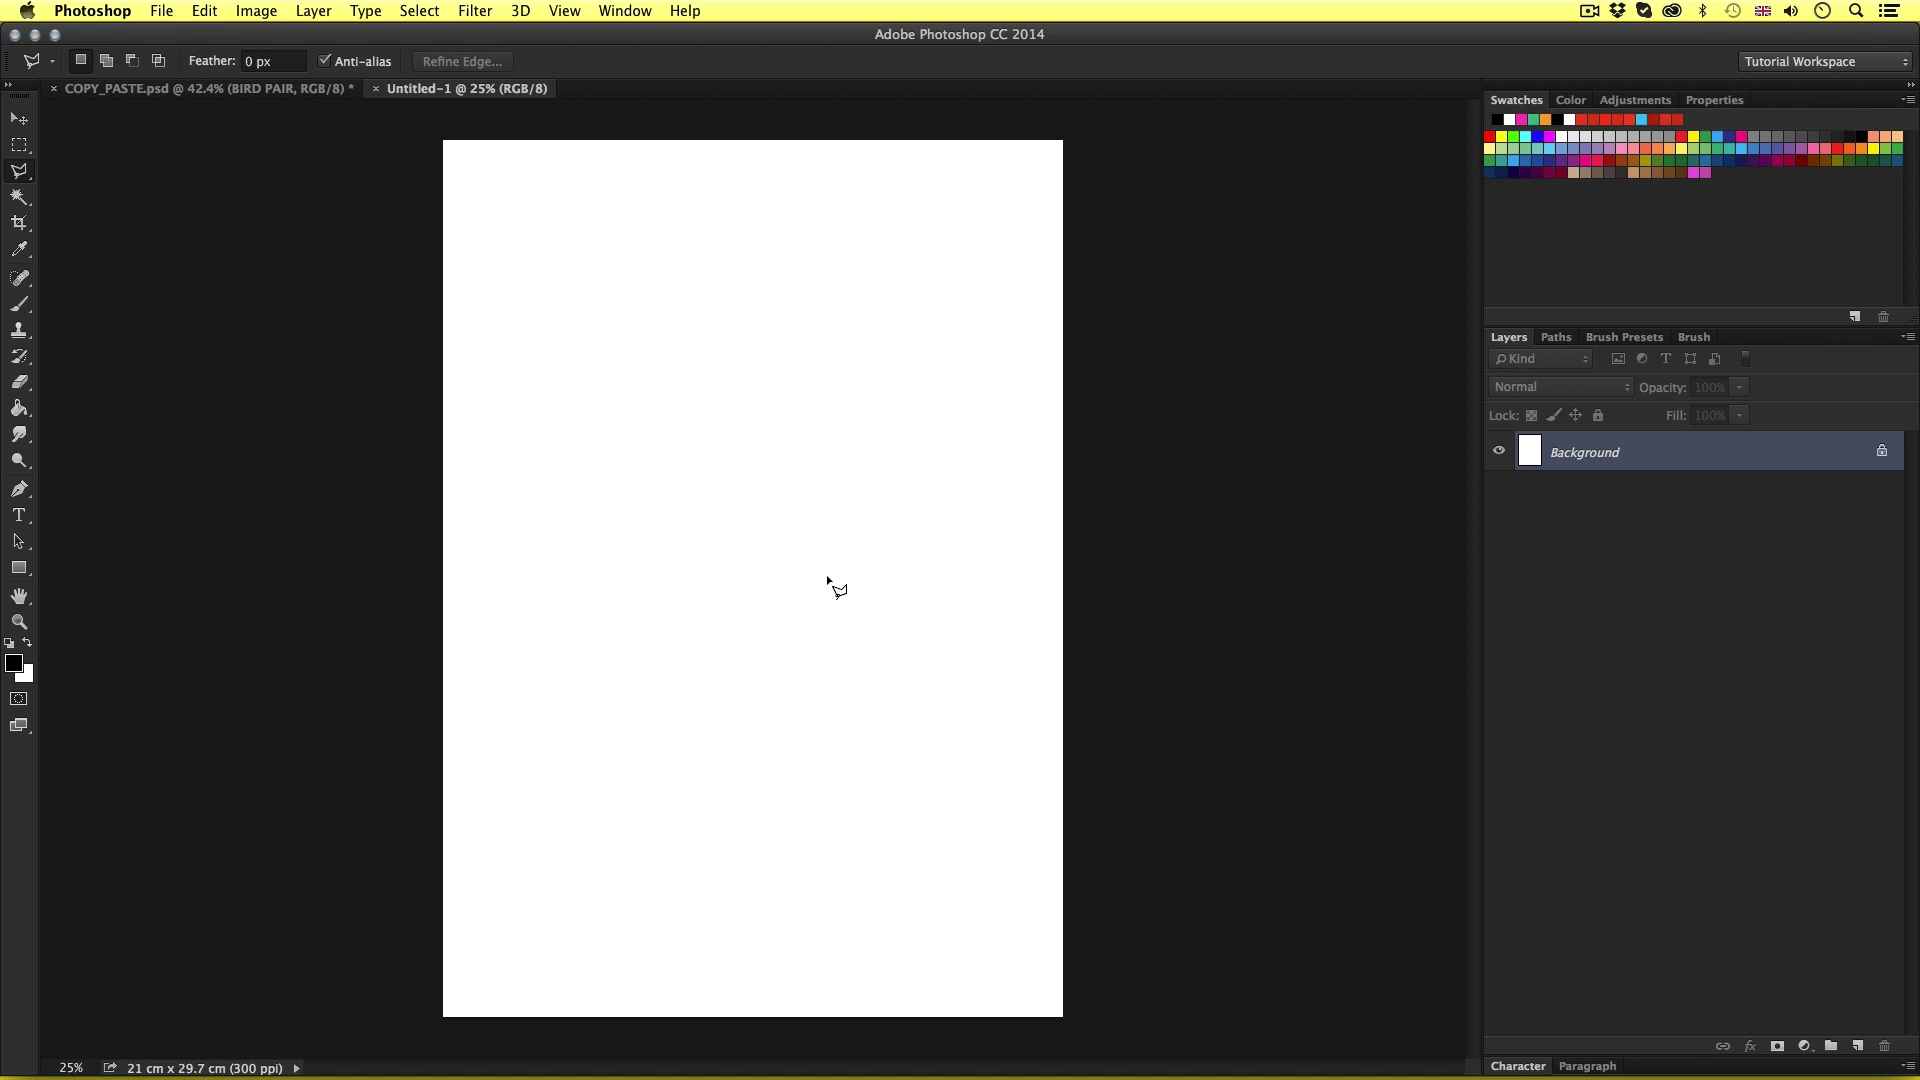 Photoshop File Edit Image Layer Type Select Filter 3D View Window Help
Adobe Photoshop CC 2014
Feather: 0 px Anti-alias Refine Edge... Tutorial Workspace
COPY_PASTE.psd @ 42.4% (BIRD PAIR, RGB/8) * Untitled-1 @ 25% (RGB/8)
Swatches Color Adjustments Properties
Layers Paths Brush Presets Brush
Kind
Normal Opacity: 100%
Lock: Fill: 100%
Background
T
25% 21 cm x 29.7 cm (300 ppi)
fx
Character Paragraph